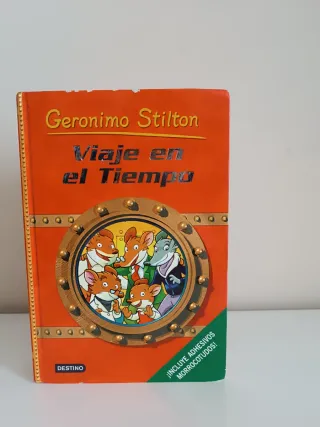 Geronimo Stilton
Viaje en
el Tiempo
DESTINO
¡INCLUYE ADHESIVOS
MORROCOTUDOS!